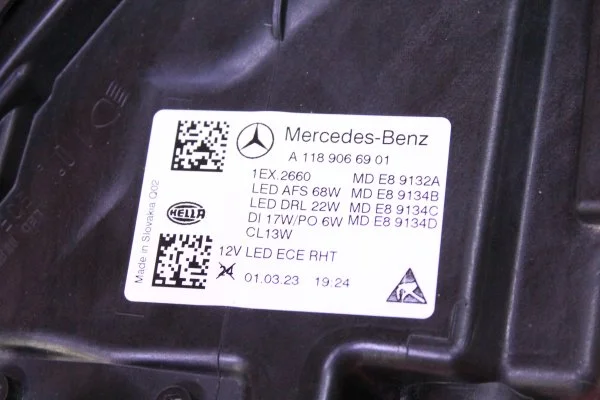 Mercedes-Benz
A 118 906 69 01
1EX.2660 MD E8 9132A
LED AFS 68W MD E8 9134B
LED DRL 22W MD E8 9134C
DI 17W/PO 6W MD E8 9134D
CL13W
HELLA
12V LED ECE RHT
01.03.23 19:24
Made in Slovakia Q02